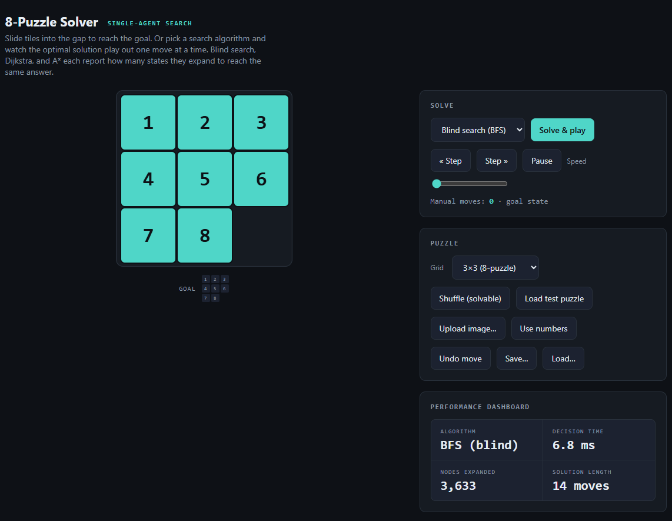 8-Puzzle Solver SINGLE-AGENT SEARCH
Slide tiles into the gap to reach the goal. Or pick a search algorithm and
watch the optimal solution play out one move at a time. Blind search,
Dijkstra, and A* each report how many states they expand to reach the
same answer.
1 2 3
4 5 6
7 8
GOAL
1 2 3
4 5 6
7 8
SOLVE
Blind search (BFS) Solve & play
« Step Step » Pause Speed
Manual moves: 0 · goal state
PUZZLE
Grid 3×3 (8-puzzle)
Shuffle (solvable) Load test puzzle
Upload image... Use numbers
Undo move Save... Load...
PERFORMANCE DASHBOARD
ALGORITHM DECISION TIME
BFS (blind) 6.8 ms
NODES EXPANDED SOLUTION LENGTH
3,633 14 moves